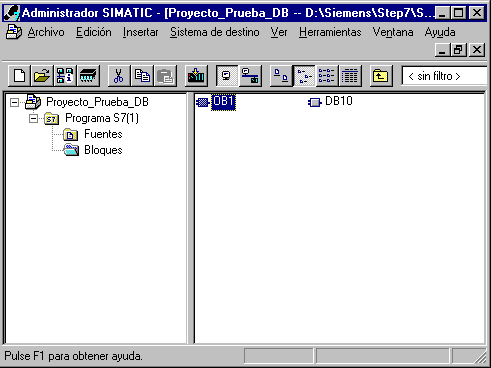 Administrador SIMATIC - [Proyecto_Prueba_DB -- D:\Siemens\Step7\S...
Archivo Edición Insertar Sistema de destino Ver Herramientas Ventana Ayuda
< sin filtro >
Proyecto_Prueba_DB
Programa S7(1)
Fuentes
Bloques
OB1 DB10
Pulse F1 para obtener ayuda.